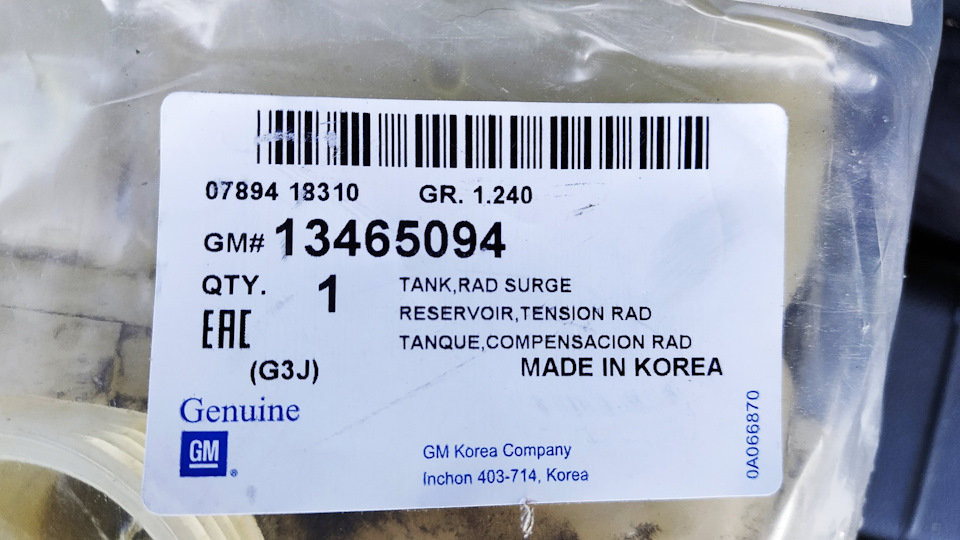 07894 18310 GR. 1.240
GM# 13465094
QTY. 1 TANK,RAD SURGE
RESERVOIR,TENSION RAD
EAC TANQUE,COMPENSACION RAD
(G3J) MADE IN KOREA
Genuine
GM
GM Korea Company
Inchon 403-714, Korea
0A066870